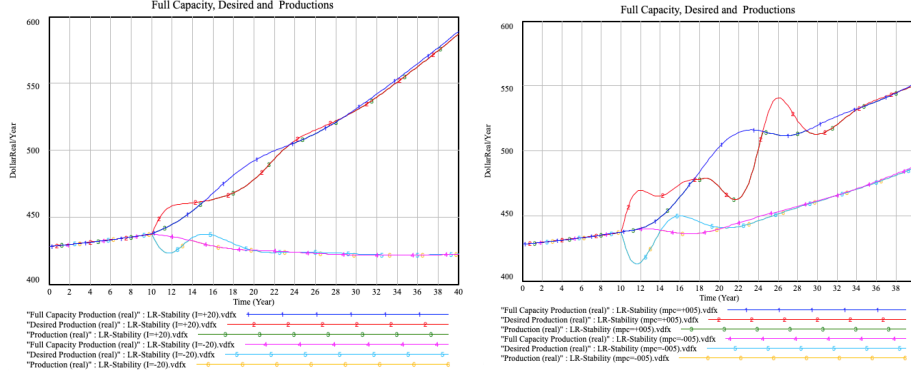 Full Capacity, Desired and Productions
600
550
500
450
400
DollarReal/Year
0 2 4 6 8 10 12 14 16 18 20 22 24 26 28 30 32 34 36 38 40
Time (Year)
"Full Capacity Production (real)" : LR-Stability (I=+20).vdfx
"Desired Production (real)" : LR-Stability (I=+20).vdfx
"Production (real)" : LR-Stability (I=+20).vdfx
"Full Capacity Production (real)" : LR-Stability (I=-20).vdfx
"Desired Production (real)" : LR-Stability (I=-20).vdfx
"Production (real)" : LR-Stability (I=-20).vdfx
Full Capacity, Desired and Productions
600
550
500
450
400
DollarReal/Year
0 2 4 6 8 10 12 14 16 18 20 22 24 26 28 30 32 34 36 38 40
Time (Year)
"Full Capacity Production (real)" : LR-Stability (mpc=+005).vdfx
"Desired Production (real)" : LR-Stability (mpc=+005).vdfx
"Production (real)" : LR-Stability (mpc=+005).vdfx
"Full Capacity Production (real)" : LR-Stability (mpc=-005).vdfx
"Desired Production (real)" : LR-Stability (mpc=-005).vdfx
"Production (real)" : LR-Stability (mpc=-005).vdfx